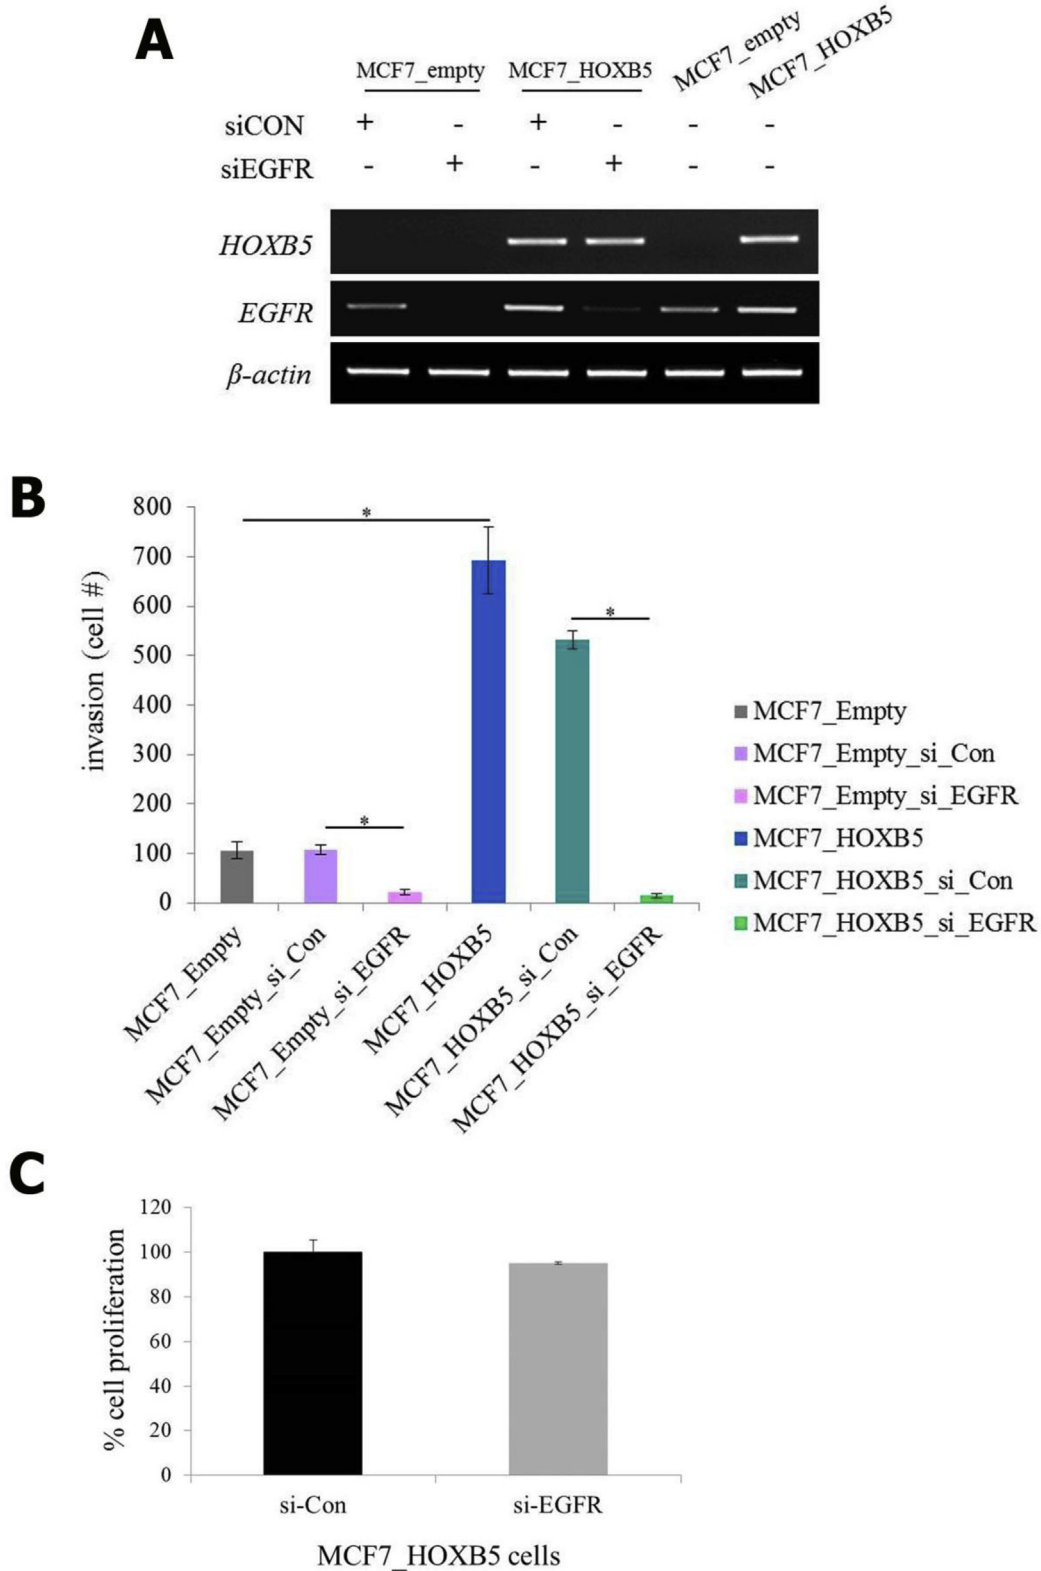 A
MCF7_empty MCF7_HOXB5 MCF7_empty MCF7_HOXB5
siCON + - + - - -
siEGFR - + - + - -
HOXB5
EGFR
β-actin
B
invasion (cell #)
800
700
600
500
400
300
200
100
0
*
*
*
MCF7_Empty
MCF7_Empty_si_Con
MCF7_Empty_si_EGFR
MCF7_HOXB5
MCF7_HOXB5_si_Con
MCF7_HOXB5_si_EGFR
MCF7_Empty
MCF7_Empty_si_Con
MCF7_Empty_si_EGFR
MCF7_HOXB5
MCF7_HOXB5_si_Con
MCF7_HOXB5_si_EGFR
C
% cell proliferation
120
100
80
60
40
20
0
si-Con si-EGFR
MCF7_HOXB5 cells